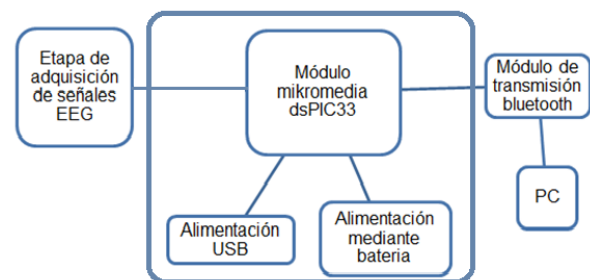 Etapa de
adquisición
de señales
EEG
Módulo
mikromedia
dsPIC33
Módulo de
transmisión
bluetooth
PC
Alimentación
USB
Alimentación
mediante
bateria